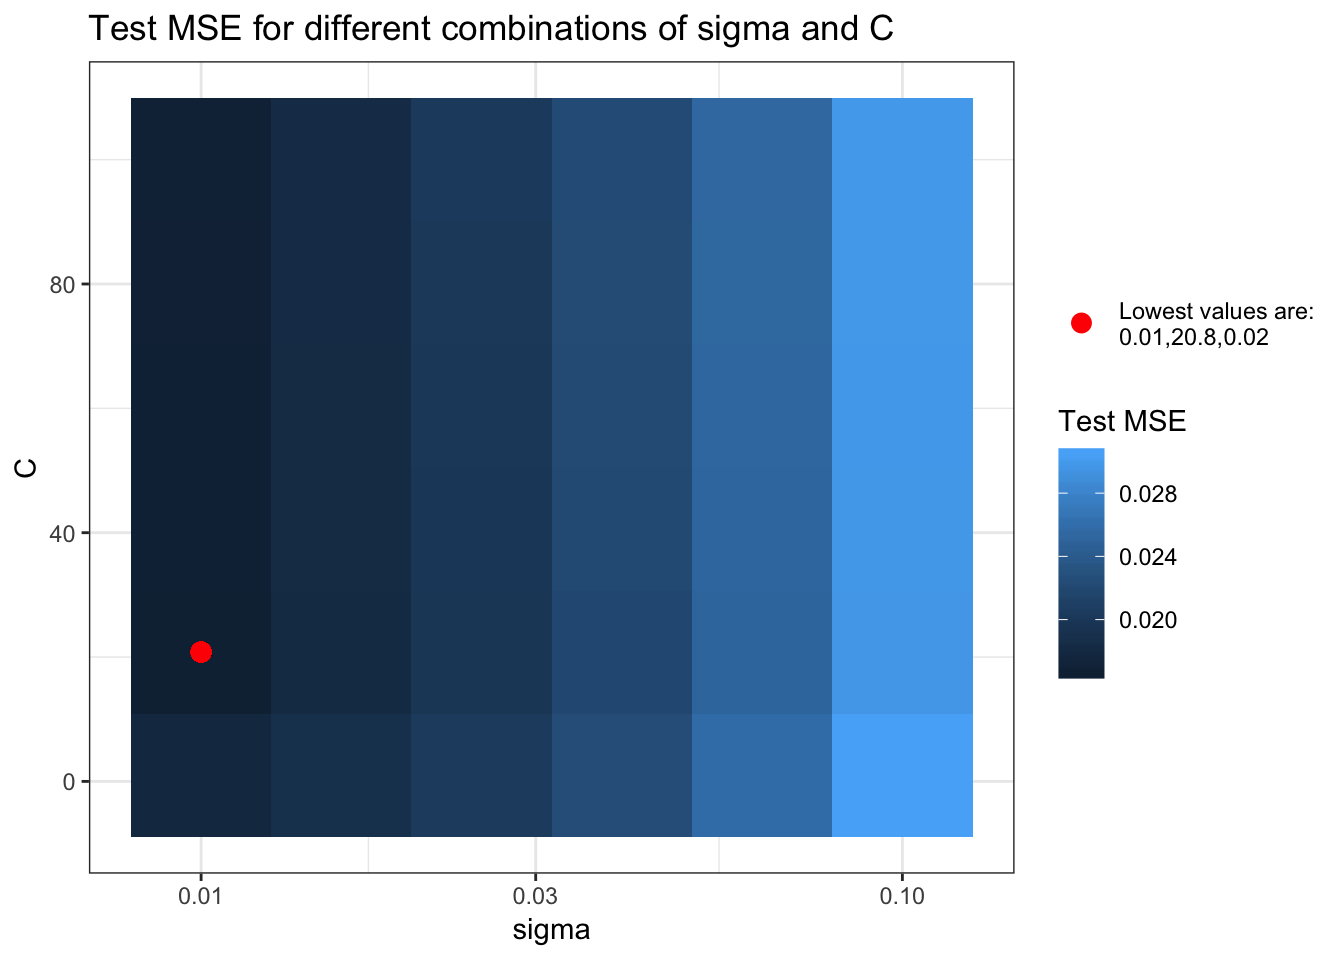 Test MSE for different combinations of sigma and C
C
80
40
0
0.01
0.03
0.10
sigma
Lowest values are:
0.01,20.8,0.02
Test MSE
0.028
0.024
0.020